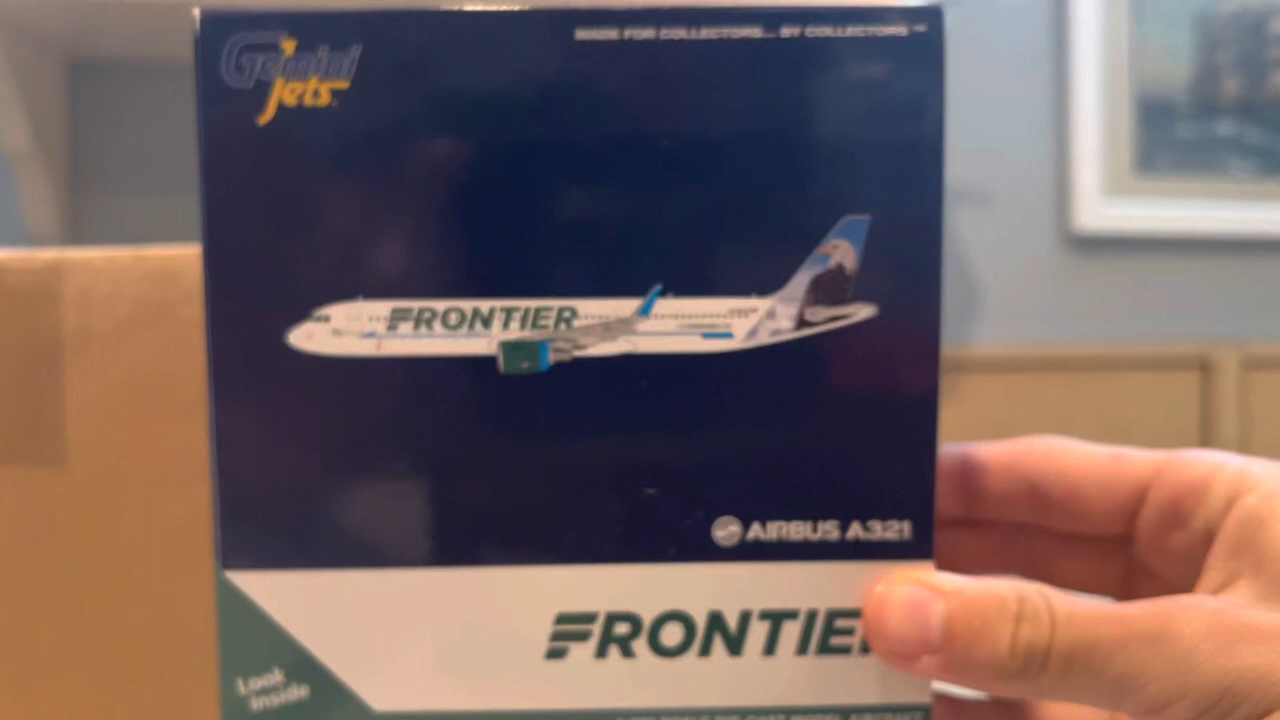 Gemini
Jets
MADE FOR COLLECTORS... BY COLLECTORS™
FRONTIER
AIRBUS A321
FRONTIE
Look
Inside